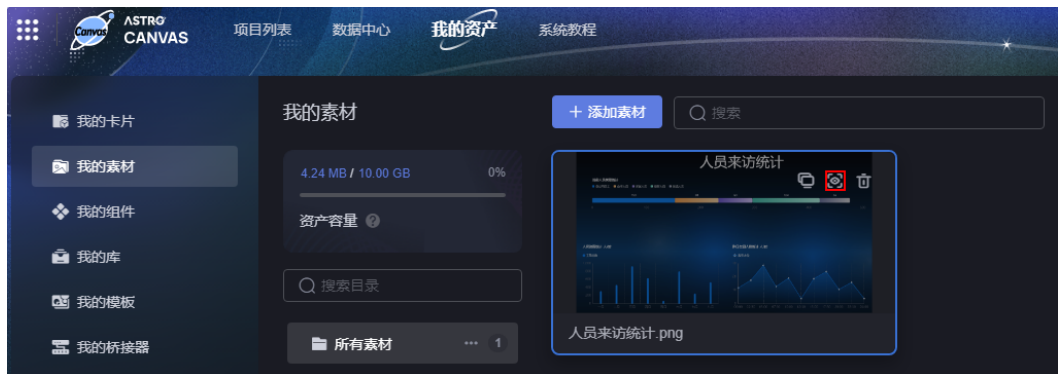 Canvas
ASTRO
CANVAS
项目列表
数据中心
我的资产
系统教程
我的卡片
我的素材
我的组件
我的库
我的模板
我的桥接器
我的素材
+ 添加素材
搜索
4.24 MB / 10.00 GB
0%
资产容量
搜索目录
所有素材
1
人员来访统计
人员来访统计.png